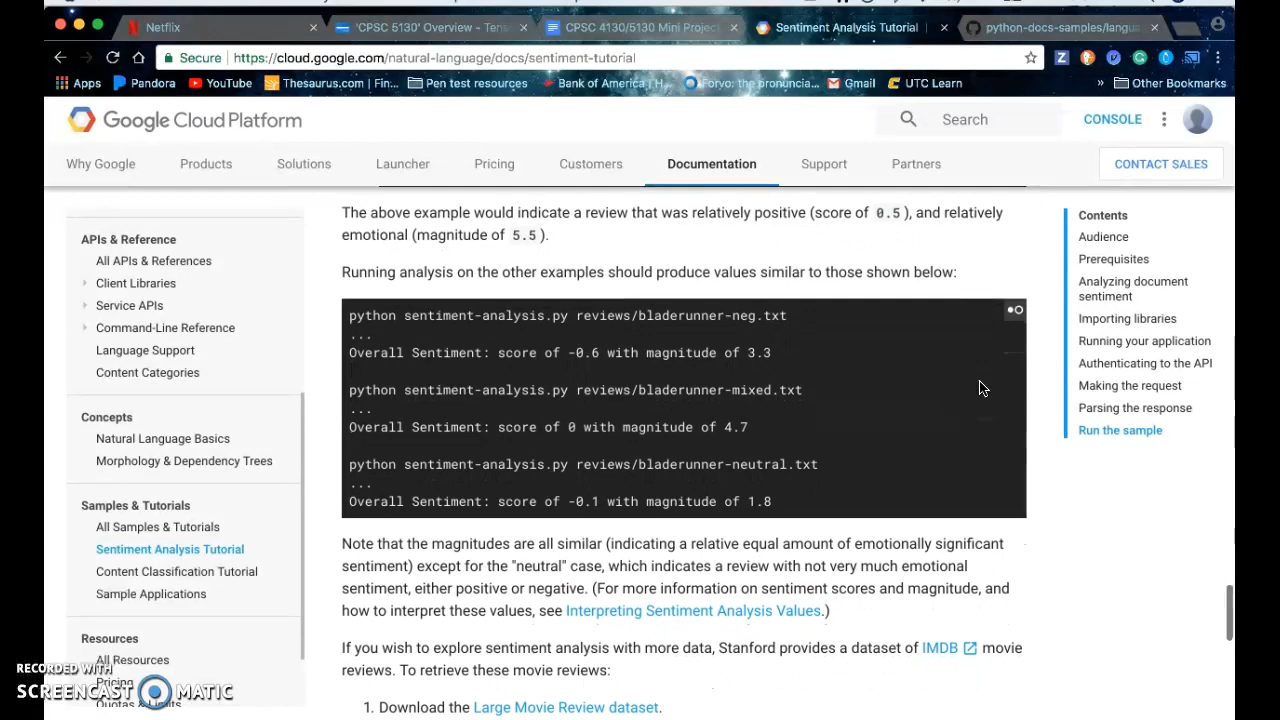 Netflix
'CPSC 5130' Overview – Tens
CPSC 4130/5130 Mini Project
Sentiment Analysis Tutorial
python-docs-samples/langua
Secure
https://cloud.google.com/natural-language/docs/sentiment-tutorial
Apps
Pandora
YouTube
Thesaurus.com | Fin...
Pen test resources
Bank of America | H...
Forvo: the pronuncia...
Gmail
UTC Learn
»
Other Bookmarks
Google Cloud Platform
Search
CONSOLE
Why Google
Products
Solutions
Launcher
Pricing
Customers
Documentation
Support
Partners
CONTACT SALES
APIs & Reference
All APIs & References
Client Libraries
Service APIs
Command-Line Reference
Language Support
Content Categories
Concepts
Natural Language Basics
Morphology & Dependency Trees
Samples & Tutorials
All Samples & Tutorials
Sentiment Analysis Tutorial
Content Classification Tutorial
Sample Applications
Resources
All Resources
Pricing
Quotas & Limits
The above example would indicate a review that was relatively positive (score of 0.5), and relatively
emotional (magnitude of 5.5).
Running analysis on the other examples should produce values similar to those shown below:
python sentiment-analysis.py reviews/bladerunner-neg.txt
...
Overall Sentiment: score of -0.6 with magnitude of 3.3
python sentiment-analysis.py reviews/bladerunner-mixed.txt
...
Overall Sentiment: score of 0 with magnitude of 4.7
python sentiment-analysis.py reviews/bladerunner-neutral.txt
...
Overall Sentiment: score of -0.1 with magnitude of 1.8
Note that the magnitudes are all similar (indicating a relative equal amount of emotionally significant
sentiment) except for the "neutral" case, which indicates a review with not very much emotional
sentiment, either positive or negative. (For more information on sentiment scores and magnitude, and
how to interpret these values, see Interpreting Sentiment Analysis Values.)
If you wish to explore sentiment analysis with more data, Stanford provides a dataset of IMDB movie
reviews. To retrieve these movie reviews:
1. Download the Large Movie Review dataset.
Contents
Audience
Prerequisites
Analyzing document
sentiment
Importing libraries
Running your application
Authenticating to the API
Making the request
Parsing the response
Run the sample
RECORDED WITH
SCREENCAST MATIC